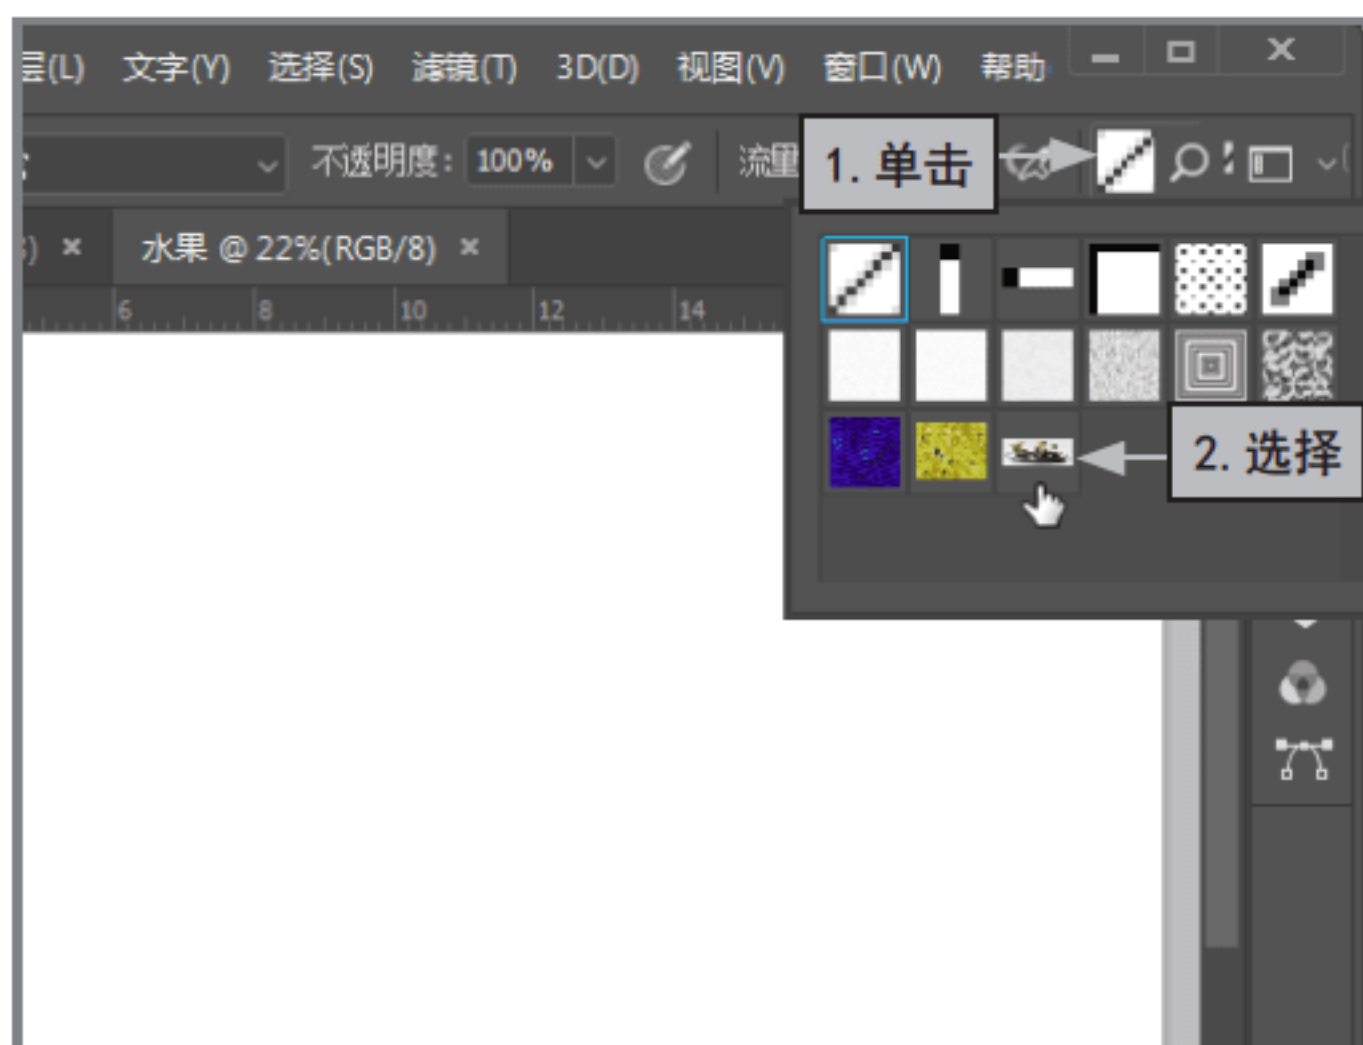 层(L) 文字(Y) 选择(S) 滤镜(T) 3D(D) 视图(V) 窗口(W) 帮助
不透明度: 100% 流量
1. 单击
水果 @ 22%(RGB/8) ×
6 8 10 12 14
2. 选择